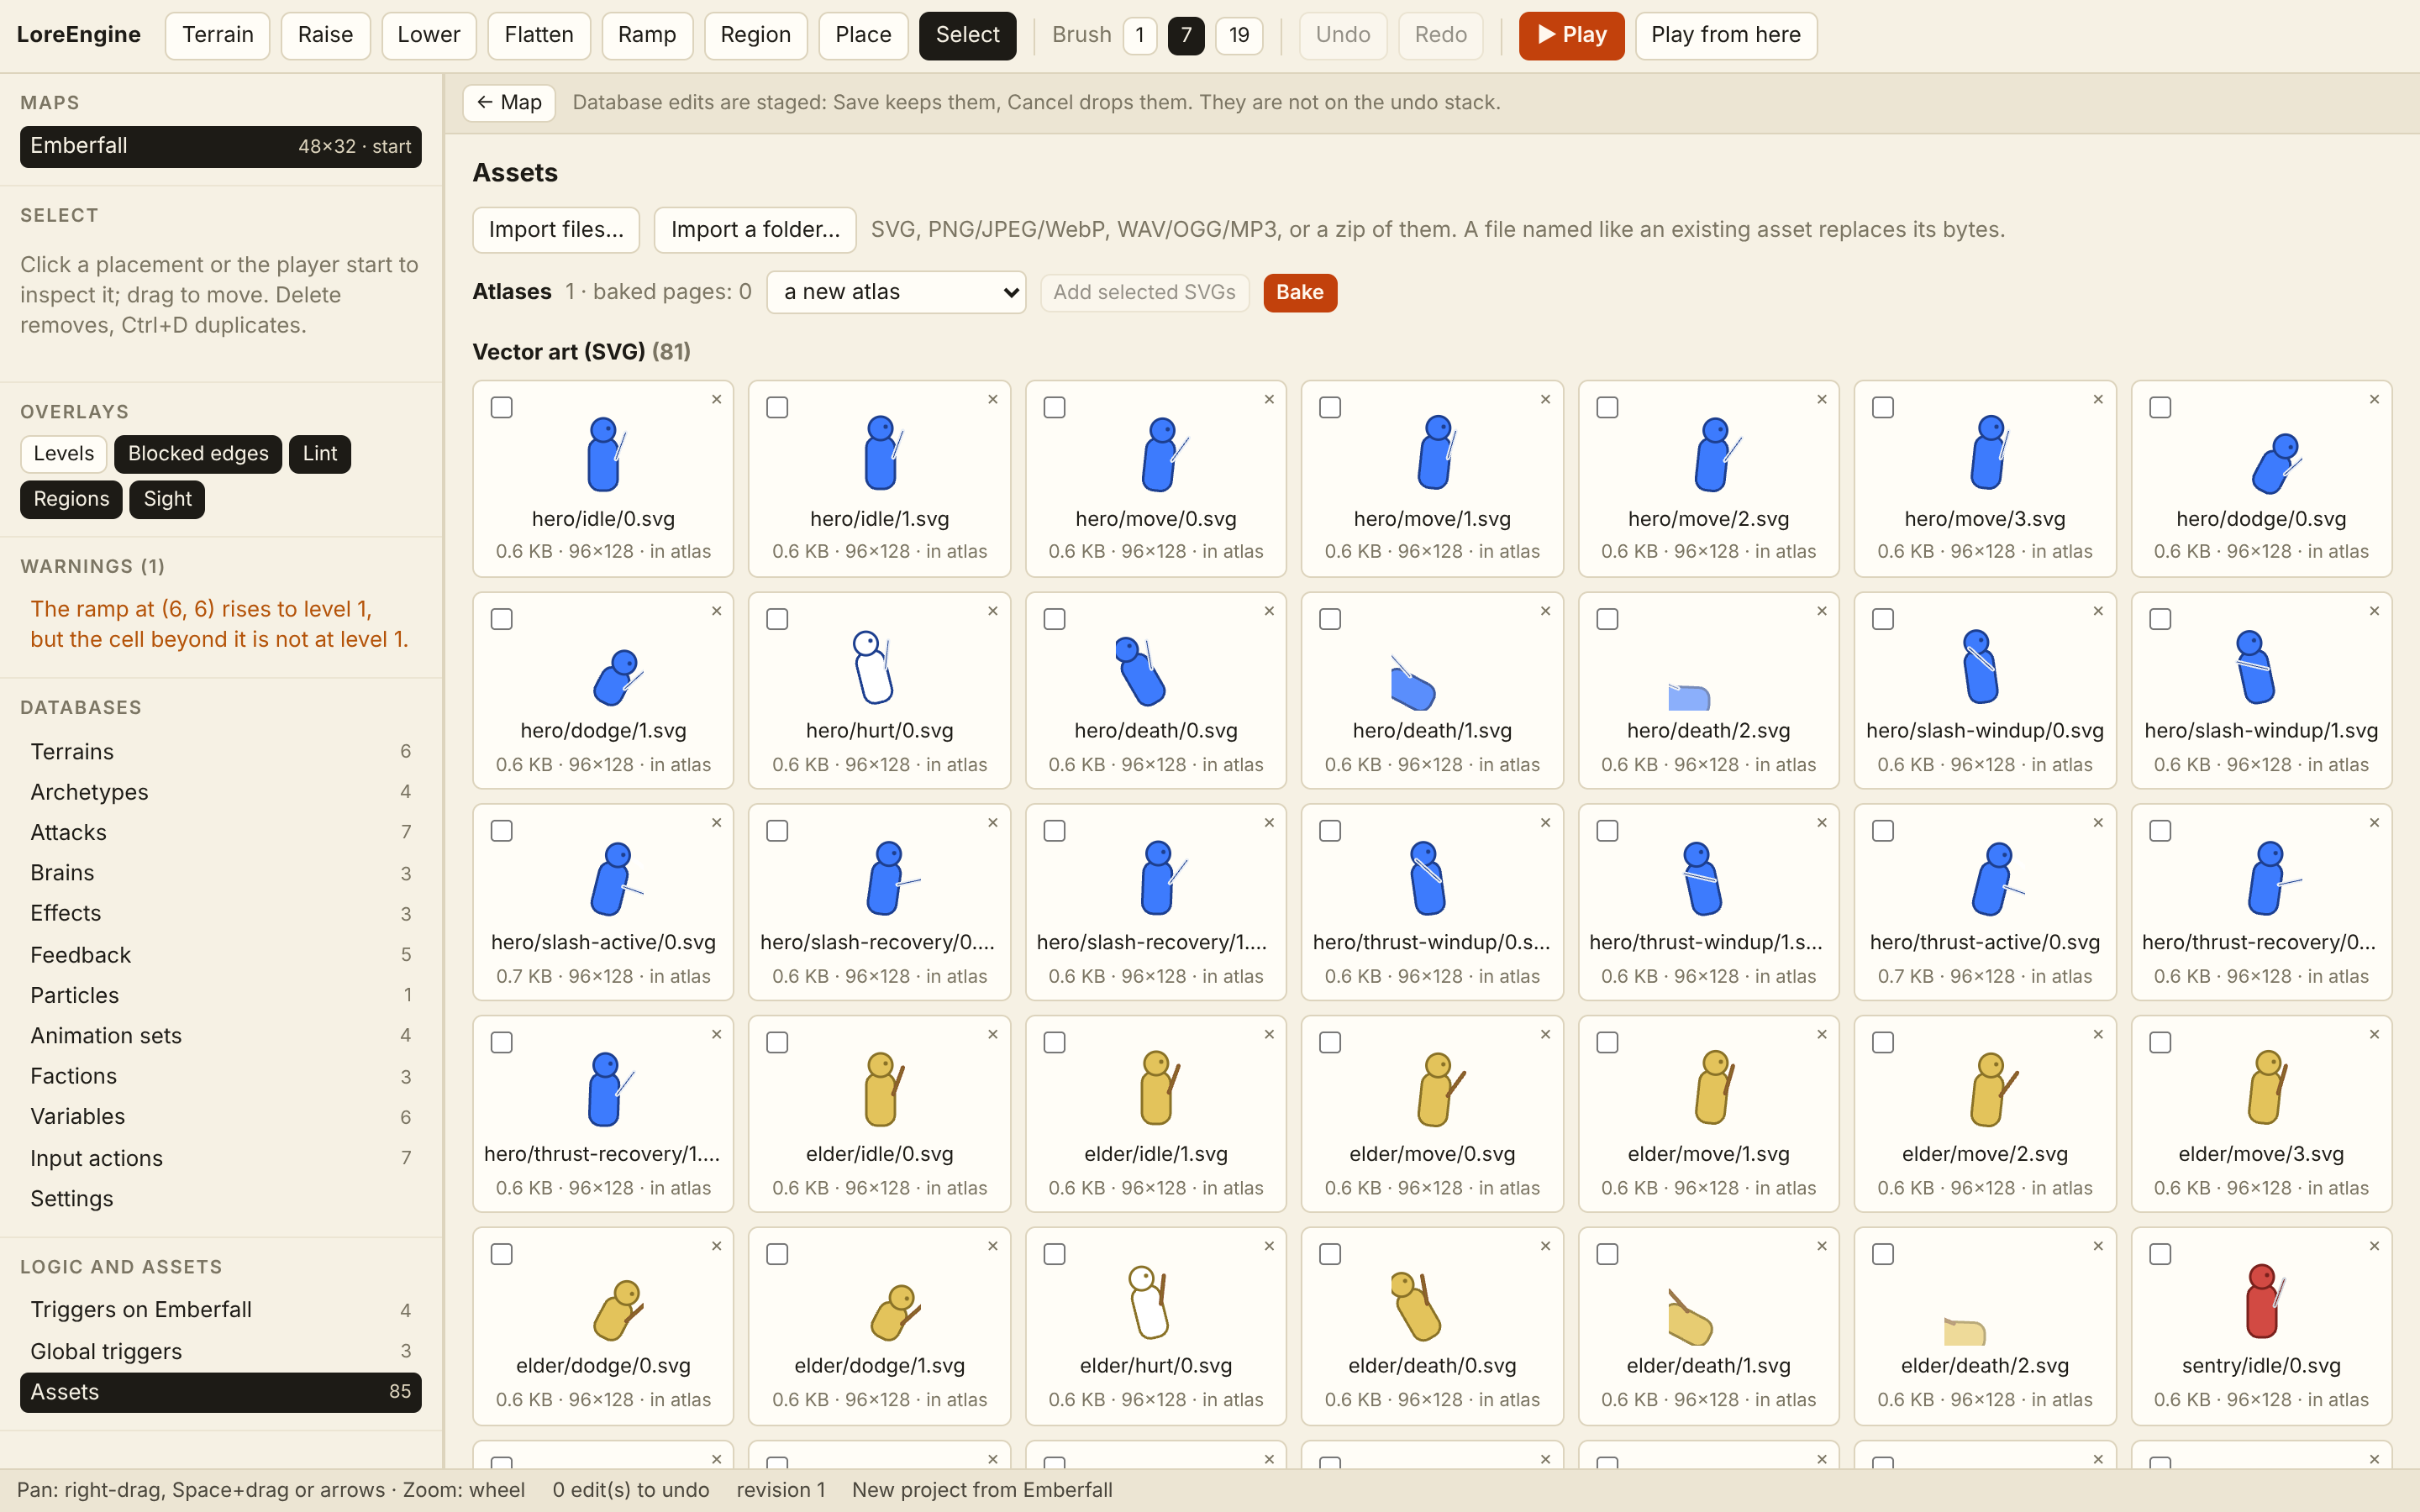 LoreEngine Terrain Raise Lower Flatten Ramp Region Place Select Brush 1 7 19 Undo Redo ▶ Play Play from here
MAPS
Emberfall 48×32 · start
SELECT
Click a placement or the player start to
inspect it; drag to move. Delete
removes, Ctrl+D duplicates.
OVERLAYS
Levels Blocked edges Lint
Regions Sight
WARNINGS (1)
The ramp at (6, 6) rises to level 1,
but the cell beyond it is not at level 1.
DATABASES
Terrains 6
Archetypes 4
Attacks 7
Brains 3
Effects 3
Feedback 5
Particles 1
Animation sets 4
Factions 3
Variables 6
Input actions 7
Settings
LOGIC AND ASSETS
Triggers on Emberfall 4
Global triggers 3
Assets 85
← Map Database edits are staged: Save keeps them, Cancel drops them. They are not on the undo stack.
Assets
Import files... Import a folder... SVG, PNG/JPEG/WebP, WAV/OGG/MP3, or a zip of them. A file named like an existing asset replaces its bytes.
Atlases 1 · baked pages: 0 a new atlas Add selected SVGs Bake
Vector art (SVG) (81)
× × × × × × ×
hero/idle/0.svg hero/idle/1.svg hero/move/0.svg hero/move/1.svg hero/move/2.svg hero/move/3.svg hero/dodge/0.svg
0.6 KB · 96×128 · in atlas 0.6 KB · 96×128 · in atlas 0.6 KB · 96×128 · in atlas 0.6 KB · 96×128 · in atlas 0.6 KB · 96×128 · in atlas 0.6 KB · 96×128 · in atlas 0.6 KB · 96×128 · in atlas
× × × × × × ×
hero/dodge/1.svg hero/hurt/0.svg hero/death/0.svg hero/death/1.svg hero/death/2.svg hero/slash-windup/0.svg hero/slash-windup/1.svg
0.6 KB · 96×128 · in atlas 0.6 KB · 96×128 · in atlas 0.6 KB · 96×128 · in atlas 0.6 KB · 96×128 · in atlas 0.6 KB · 96×128 · in atlas 0.6 KB · 96×128 · in atlas 0.6 KB · 96×128 · in atlas
× × × × × × ×
hero/slash-active/0.svg hero/slash-recovery/0.... hero/slash-recovery/1.... hero/thrust-windup/0.s... hero/thrust-windup/1.s... hero/thrust-active/0.svg hero/thrust-recovery/0...
0.7 KB · 96×128 · in atlas 0.6 KB · 96×128 · in atlas 0.6 KB · 96×128 · in atlas 0.6 KB · 96×128 · in atlas 0.6 KB · 96×128 · in atlas 0.7 KB · 96×128 · in atlas 0.6 KB · 96×128 · in atlas
× × × × × × ×
hero/thrust-recovery/1.... elder/idle/0.svg elder/idle/1.svg elder/move/0.svg elder/move/1.svg elder/move/2.svg elder/move/3.svg
0.6 KB · 96×128 · in atlas 0.6 KB · 96×128 · in atlas 0.6 KB · 96×128 · in atlas 0.6 KB · 96×128 · in atlas 0.6 KB · 96×128 · in atlas 0.6 KB · 96×128 · in atlas 0.6 KB · 96×128 · in atlas
× × × × × × ×
elder/dodge/0.svg elder/dodge/1.svg elder/hurt/0.svg elder/death/0.svg elder/death/1.svg elder/death/2.svg sentry/idle/0.svg
0.6 KB · 96×128 · in atlas 0.6 KB · 96×128 · in atlas 0.6 KB · 96×128 · in atlas 0.6 KB · 96×128 · in atlas 0.6 KB · 96×128 · in atlas 0.6 KB · 96×128 · in atlas 0.6 KB · 96×128 · in atlas
× × × × × × ×
Pan: right-drag, Space+drag or arrows · Zoom: wheel 0 edit(s) to undo revision 1 New project from Emberfall